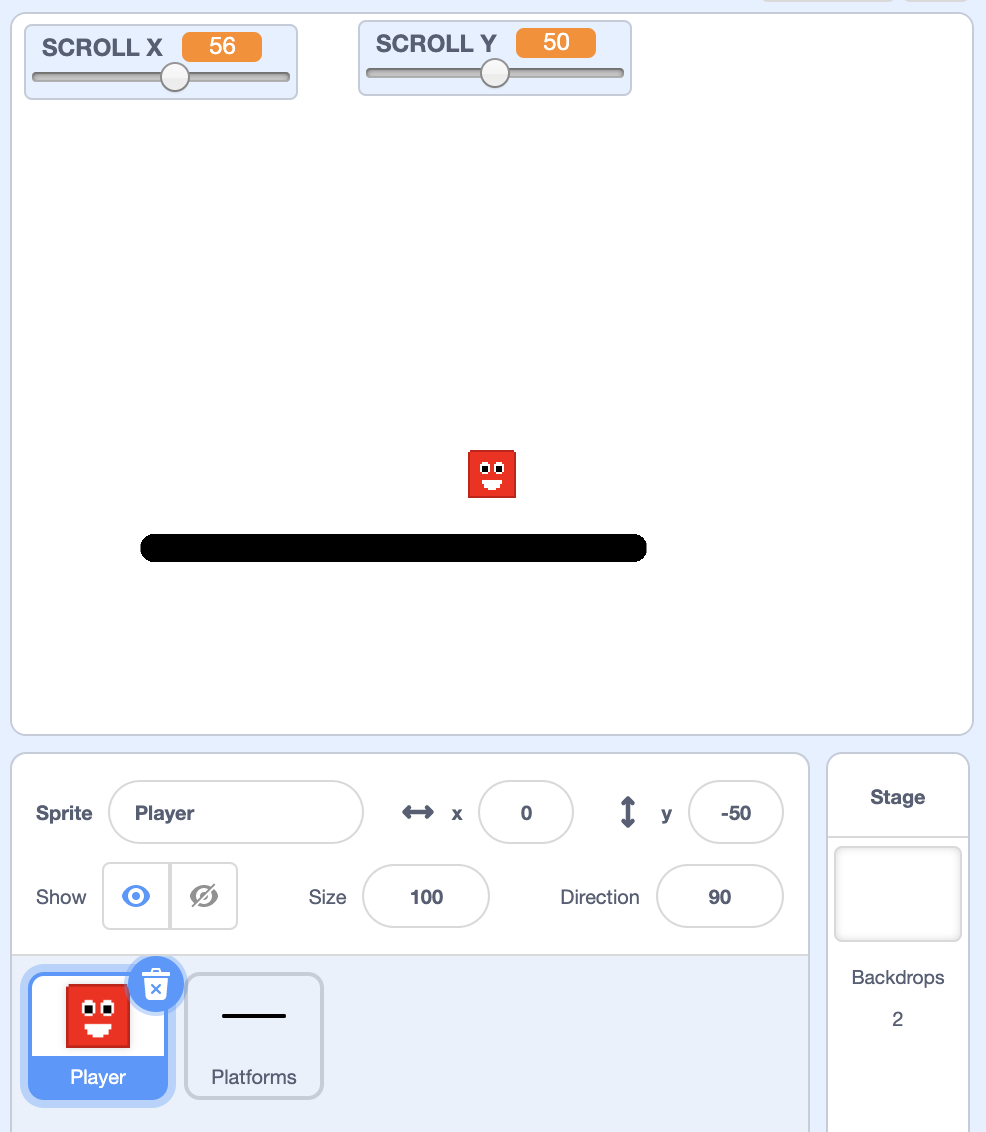 SCROLL X 56
SCROLL Y 50
Sprite Player x 0 y -50
Show Size 100 Direction 90
Stage
Backdrops
2
Player
Platforms